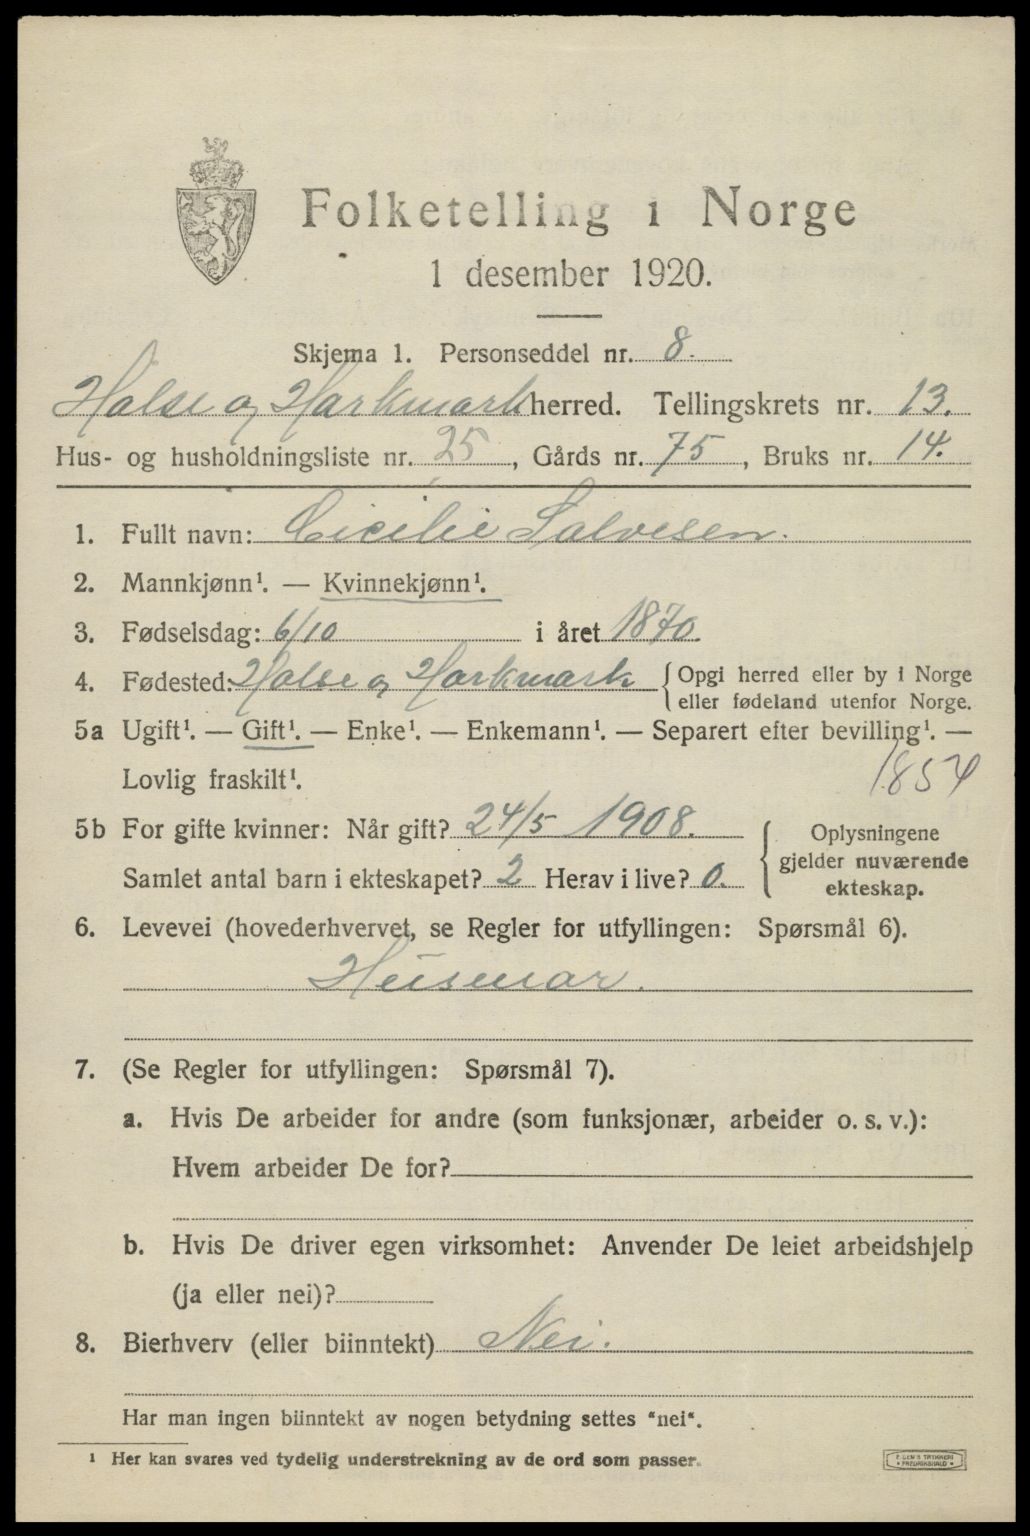 Folketelling i Norge
1 desember 1920.
Skjema 1. Personseddel nr. 8.
Halse og Harkmark herred. Tellingskrets nr. 13.
Hus- og husholdningsliste nr. 25, Gårds nr. 75, Bruks nr. 14.
1. Fullt navn: Cicilie Salvesen.
2. Mannkjønn¹. — Kvinnekjønn¹.
3. Fødselsdag: 6/10 i året 1870.
4. Fødested: Halse og Harkmark { Opgi herred eller by i Norge
eller fødeland utenfor Norge.
5a Ugift¹. — Gift¹. — Enke¹. — Enkemann¹. — Separert efter bevilling¹. —
Lovlig fraskilt¹.
1854
5b For gifte kvinner: Når gift? 24/5 1908.
Samlet antal barn i ekteskapet? 2 Herav i live? 0.
{ Oplysningene
gjelder nuværende
ekteskap.
6. Levevei (hovederhvervet, se Regler for utfyllingen: Spørsmål 6).
Husmor.
7. (Se Regler for utfyllingen: Spørsmål 7).
a. Hvis De arbeider for andre (som funksjonær, arbeider o. s. v.):
Hvem arbeider De for?
b. Hvis De driver egen virksomhet: Anvender De leiet arbeidshjelp
(ja eller nei)?
8. Bierhverv (eller biinntekt) Nei.
Har man ingen biinntekt av nogen betydning settes "nei".
¹ Her kan svares ved tydelig understrekning av de ord som passer.
FREDRIKSHALD